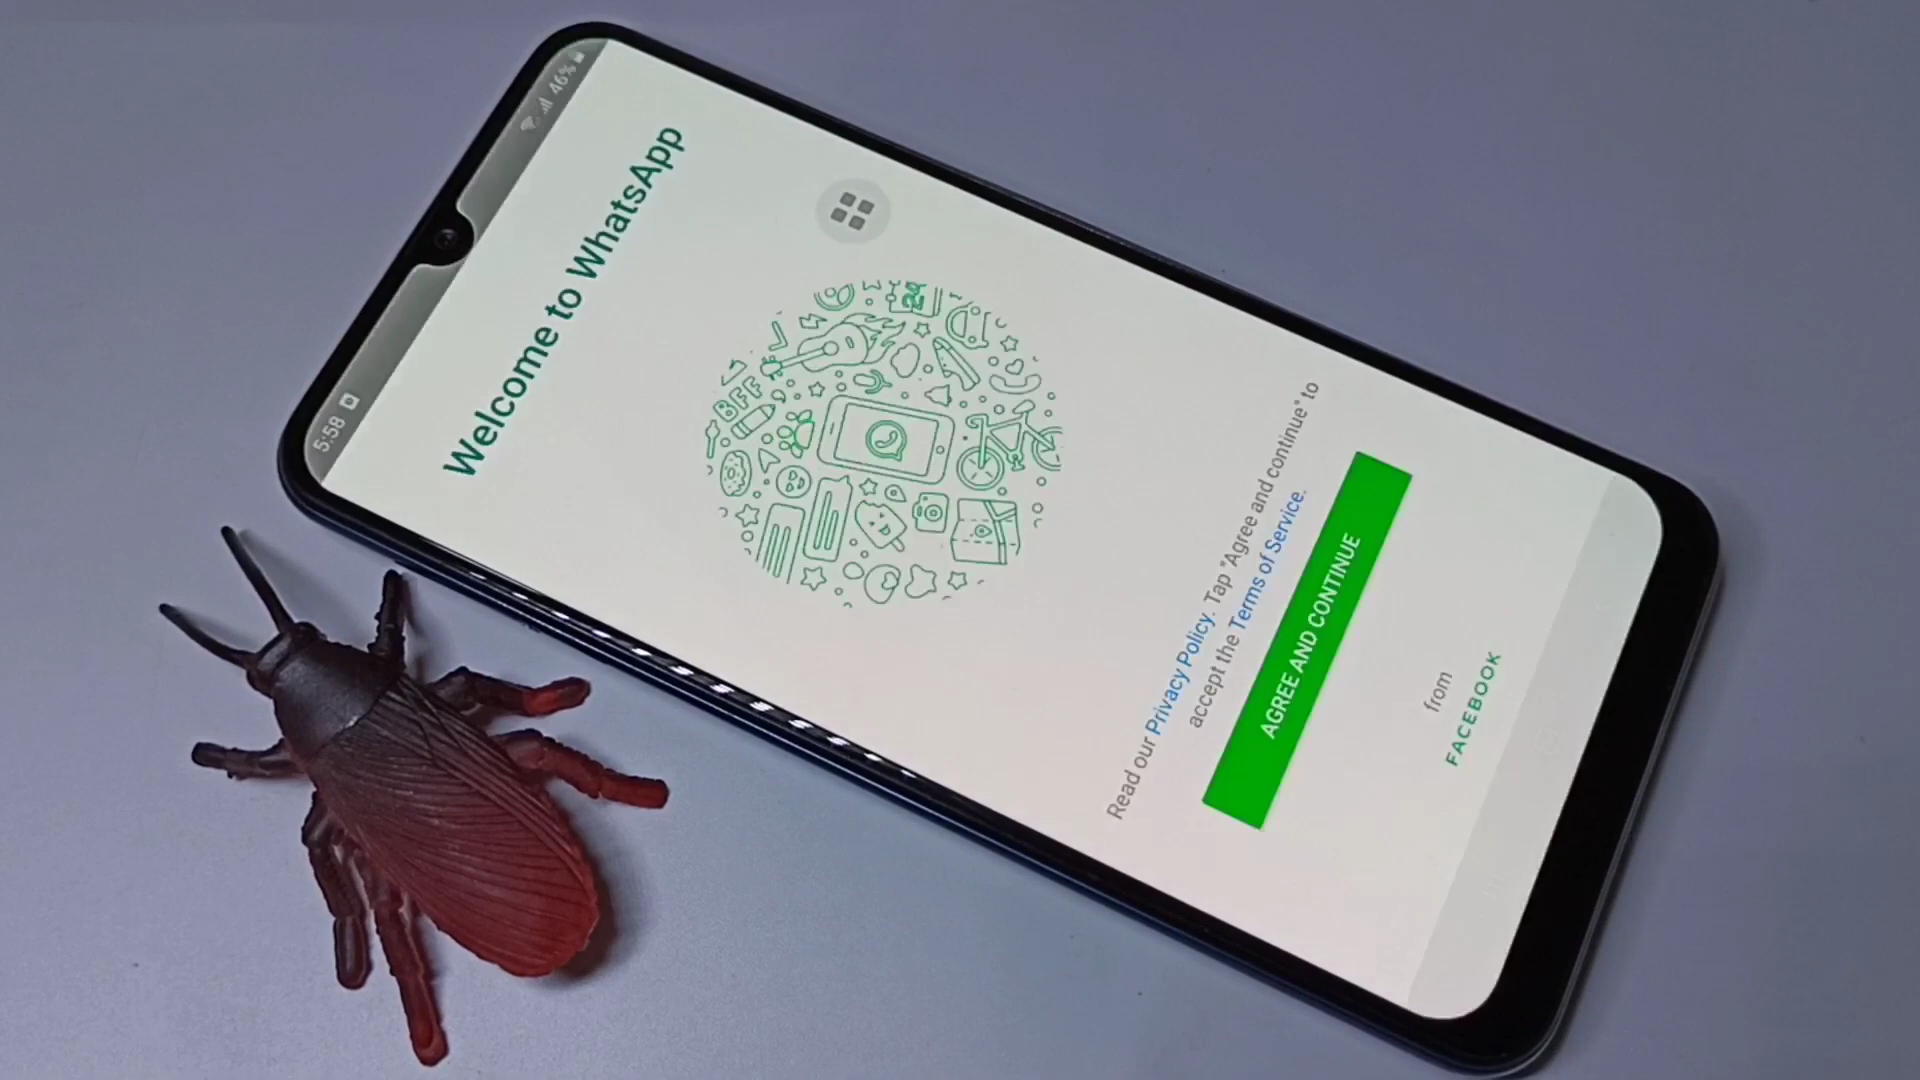 5:58
46%
Welcome to WhatsApp
24
BFF
Read our Privacy Policy. Tap "Agree and continue" to
accept the Terms of Service.
AGREE AND CONTINUE
from
FACEBOOK